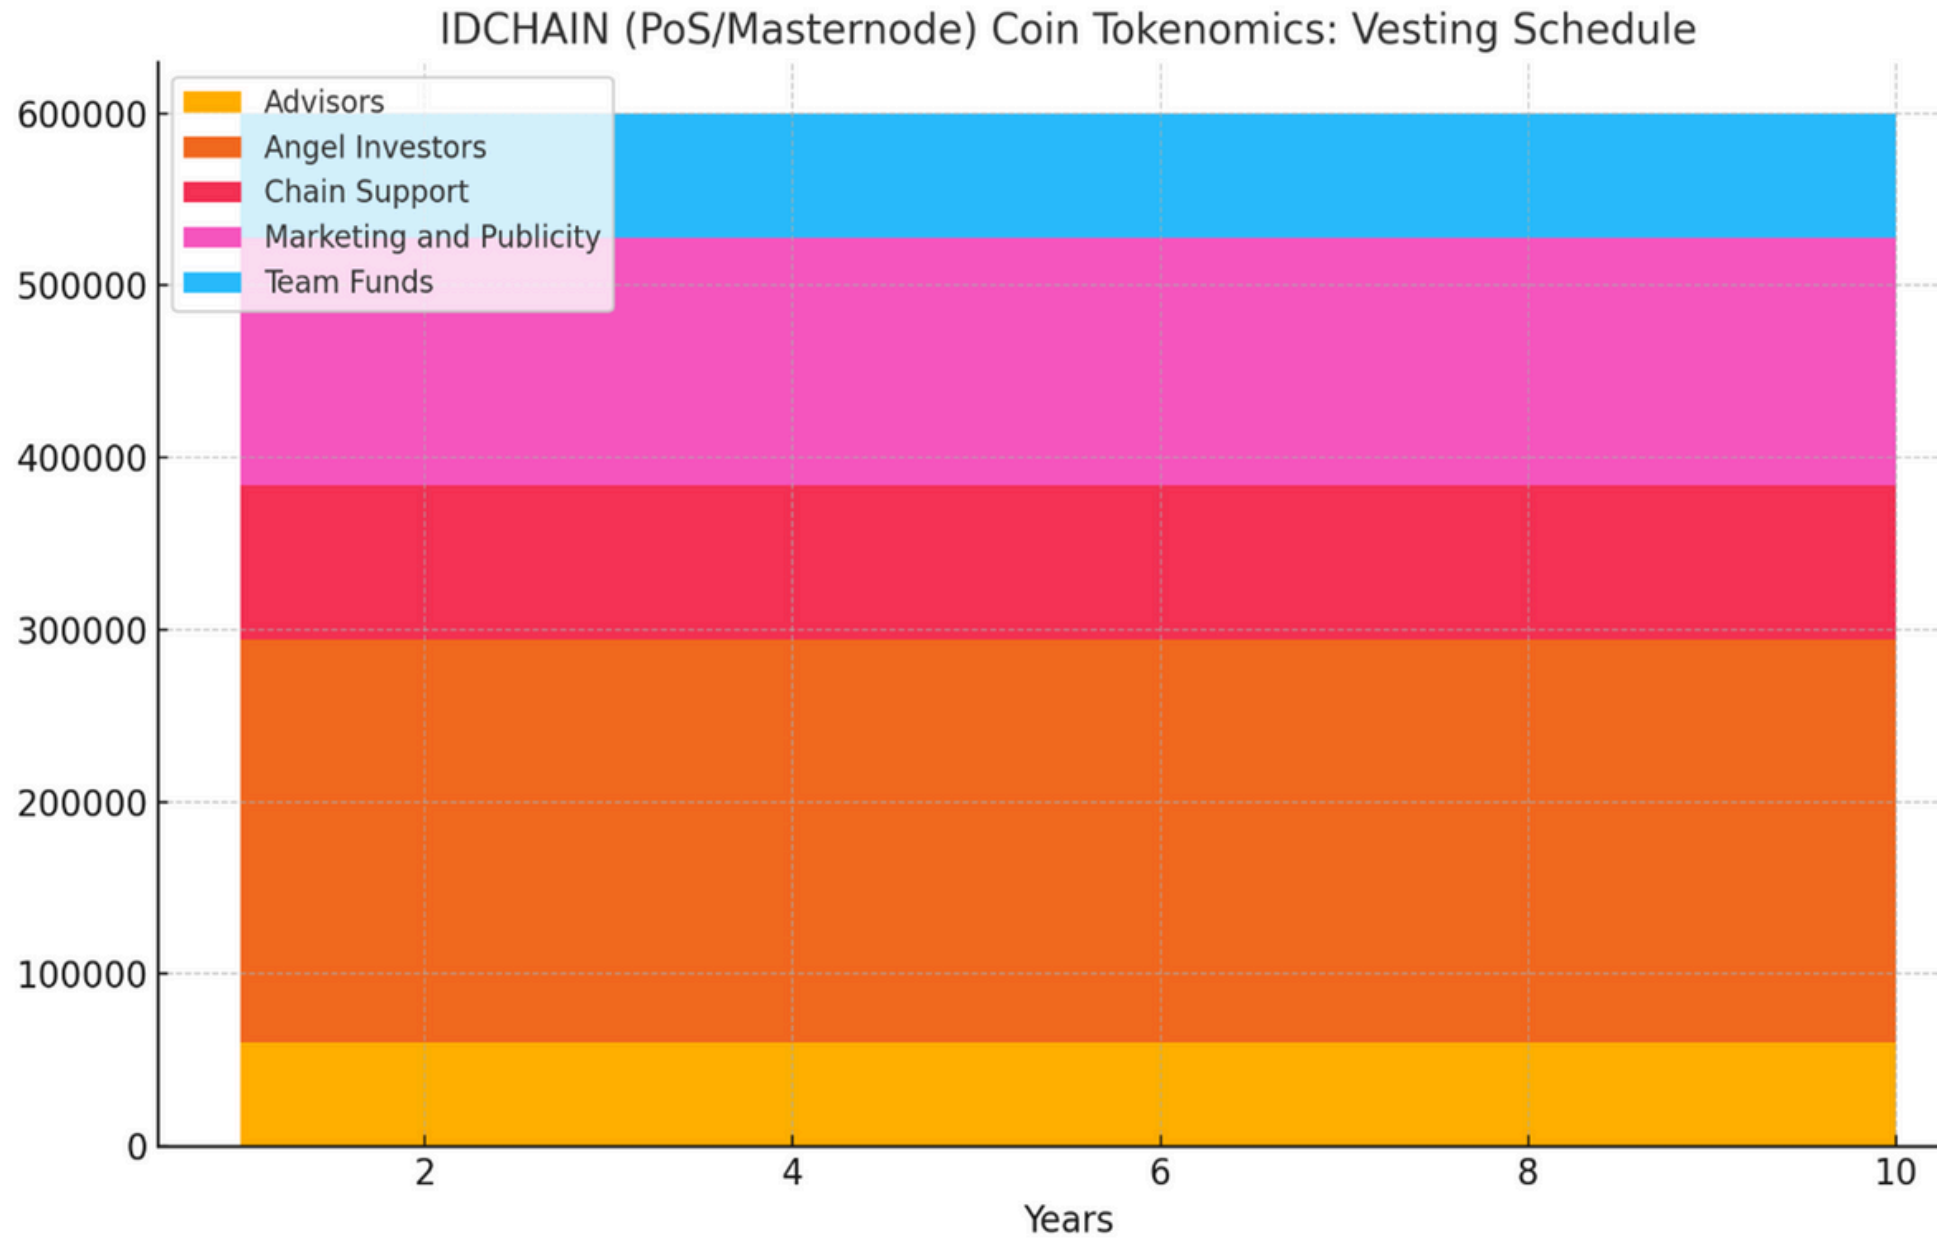 IDCHAIN (PoS/Masternode) Coin Tokenomics: Vesting Schedule
Advisors
Angel Investors
Chain Support
Marketing and Publicity
Team Funds
600000
500000
400000
300000
200000
100000
0
2 4 6 8 10
Years